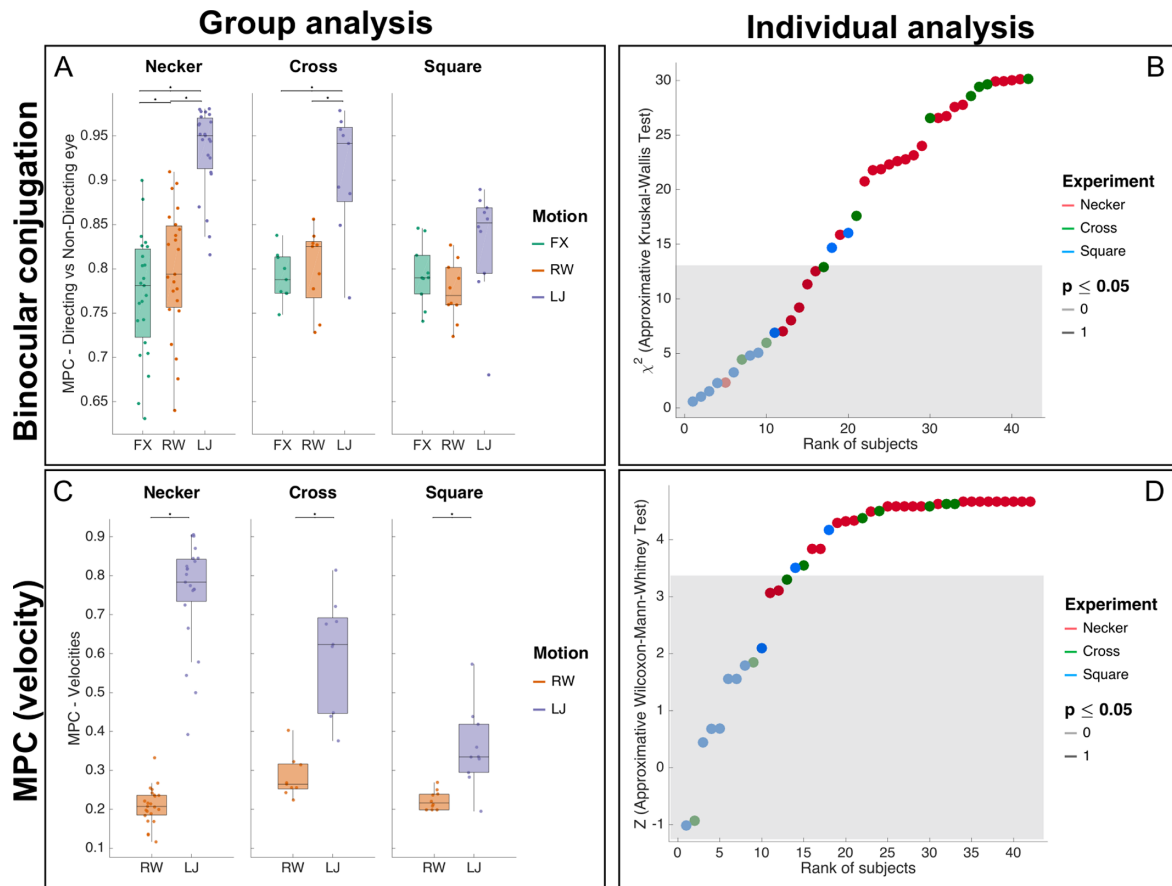 Group analysis
Individual analysis
Binocular conjugation
A
Necker
Cross
Square
MPC - Directing vs Non-Directing eye
0.95
0.9
0.85
0.8
0.75
0.7
0.65
FX RW LJ
FX RW LJ
FX RW LJ
Motion
FX
RW
LJ
B
χ² (Approximative Kruskal-Wallis Test)
30
25
20
15
10
5
0
0 10 20 30 40
Rank of subjects
Experiment
Necker
Cross
Square
p ≤ 0.05
0
1
MPC (velocity)
C
Necker
Cross
Square
MPC - Velocities
0.9
0.8
0.7
0.6
0.5
0.4
0.3
0.2
0.1
RW LJ
RW LJ
RW LJ
Motion
RW
LJ
D
Z (Approximative Wilcoxon-Mann-Whitney Test)
4
3
2
1
0
-1
0 5 10 15 20 25 30 35 40
Rank of subjects
Experiment
Necker
Cross
Square
p ≤ 0.05
0
1